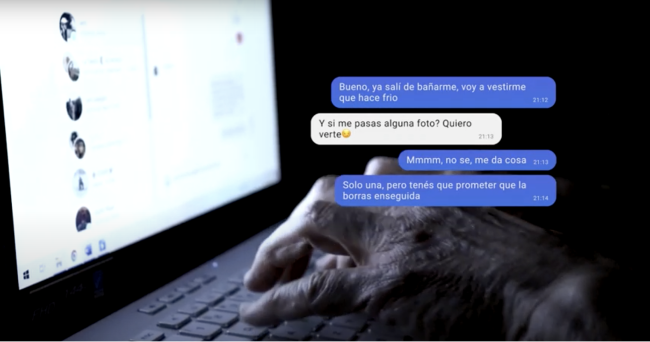 Bueno, ya salí de bañarme, voy a vestirme
que hace frio
21:12
Y si me pasas alguna foto? Quiero
verte😏
21:13
Mmmm, no se, me da cosa
21:13
Solo una, pero tenés que prometer que la
borras enseguida
21:14